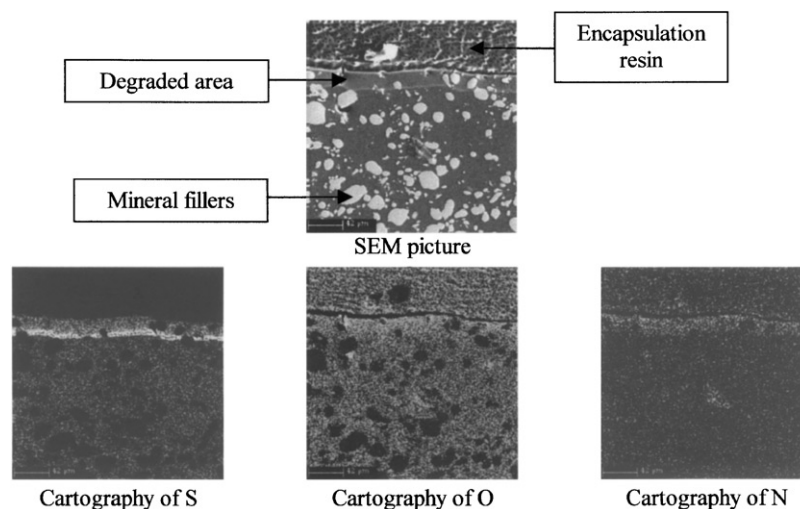 Encapsulation
resin
Degraded area
Mineral fillers
SEM picture
Cartography of S
Cartography of O
Cartography of N